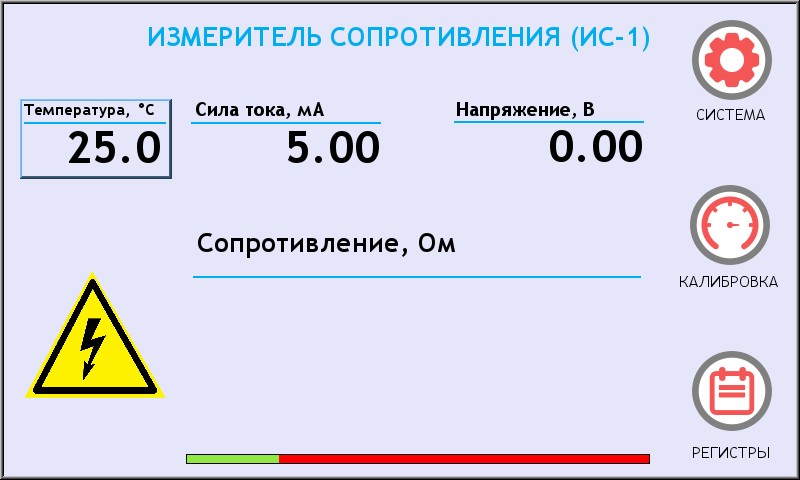 ИЗМЕРИТЕЛЬ СОПРОТИВЛЕНИЯ (ИС-1)
СИСТЕМА
Температура, °C
25.0
Сила тока, мА
5.00
Напряжение, В
0.00
Сопротивление, Ом
КАЛИБРОВКА
РЕГИСТРЫ